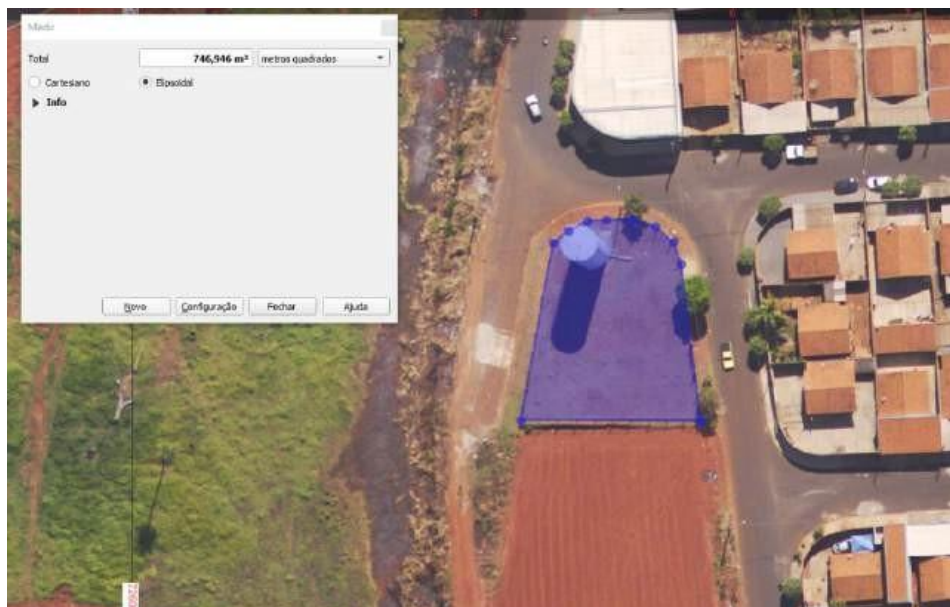 Medir
Total 746,946 m² metros quadrados
Cartesiano Elipsoidal
Info
Novo Configuração Fechar Ajuda